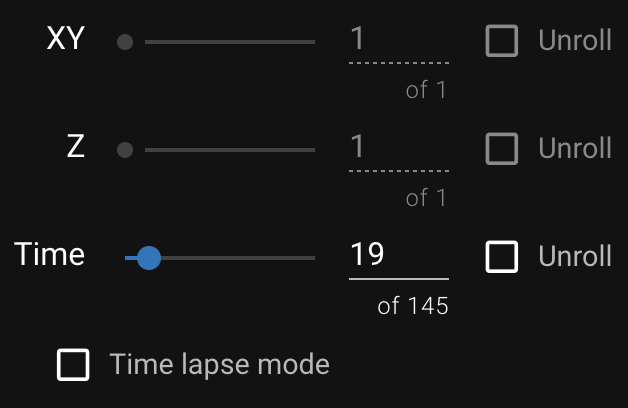 XY 1 Unroll
of 1
Z 1 Unroll
of 1
Time 19 Unroll
of 145
Time lapse mode